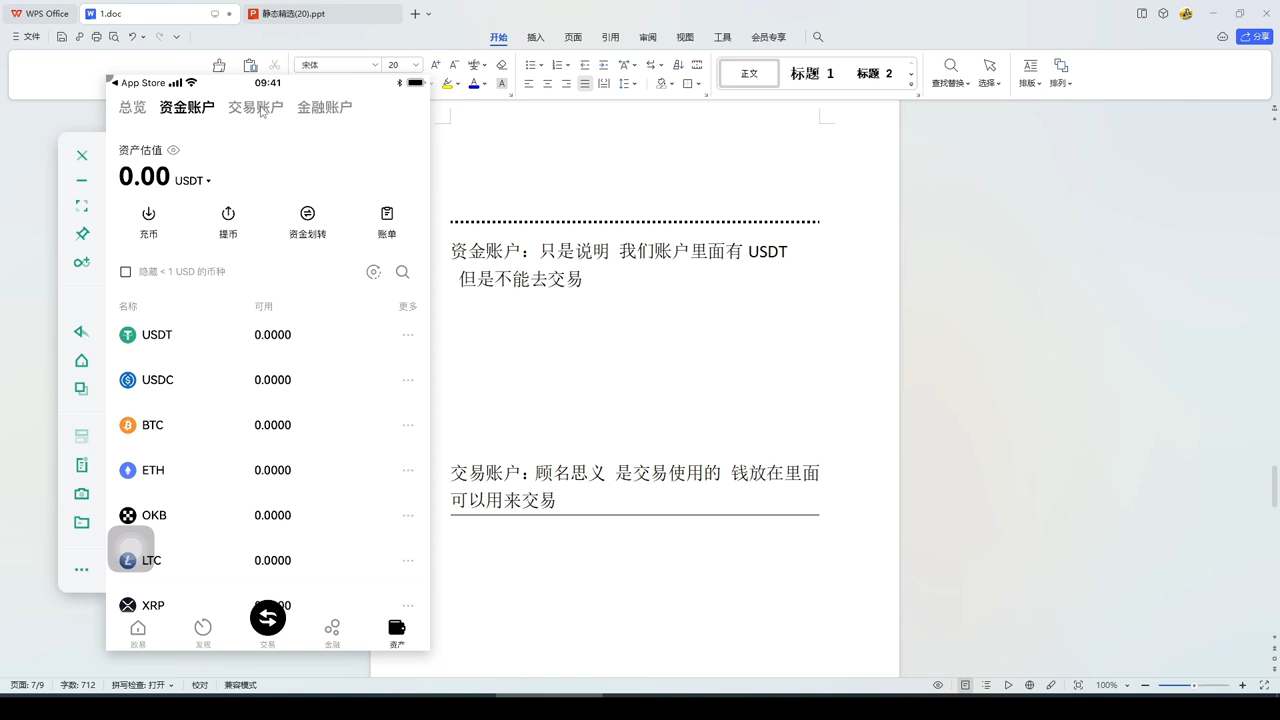 WPS Office
1.doc
静态精选(20).ppt
文件
开始
插入
页面
引用
审阅
视图
工具
会员专享
分享
宋体
20
正文
标题 1
标题 2
查找替换
选择
排版
排列
App Store
09:41
总览
资金账户
交易账户
金融账户
资产估值
0.00 USDT
充币
提币
资金划转
账单
隐藏 < 1 USD 的币种
名称
可用
更多
USDT
0.0000
USDC
0.0000
BTC
0.0000
ETH
0.0000
OKB
0.0000
LTC
0.0000
XRP
欧易
发现
交易
金融
资产
资金账户：只是说明 我们账户里面有 USDT
但是不能去交易
交易账户：顾名思义 是交易使用的 钱放在里面
可以用来交易
页面: 7/9
字数: 712
拼写检查: 打开
校对
兼容模式
100%